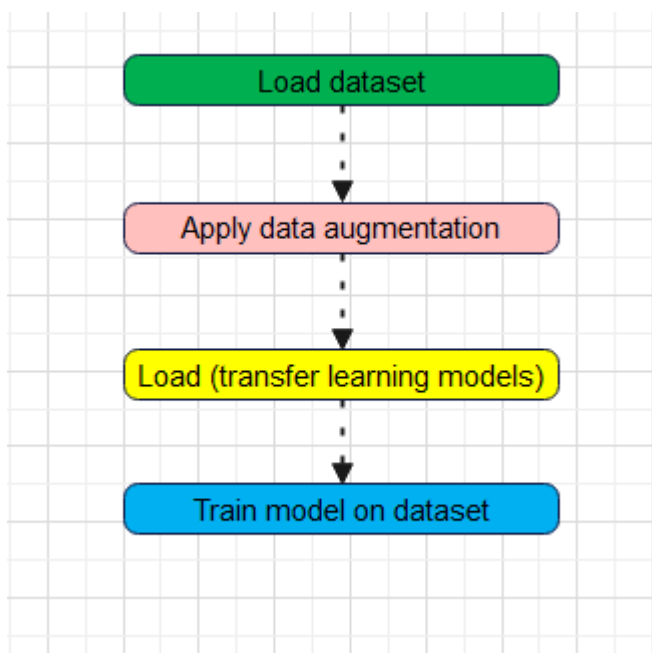 Load dataset
Apply data augmentation
Load (transfer learning models)
Train model on dataset